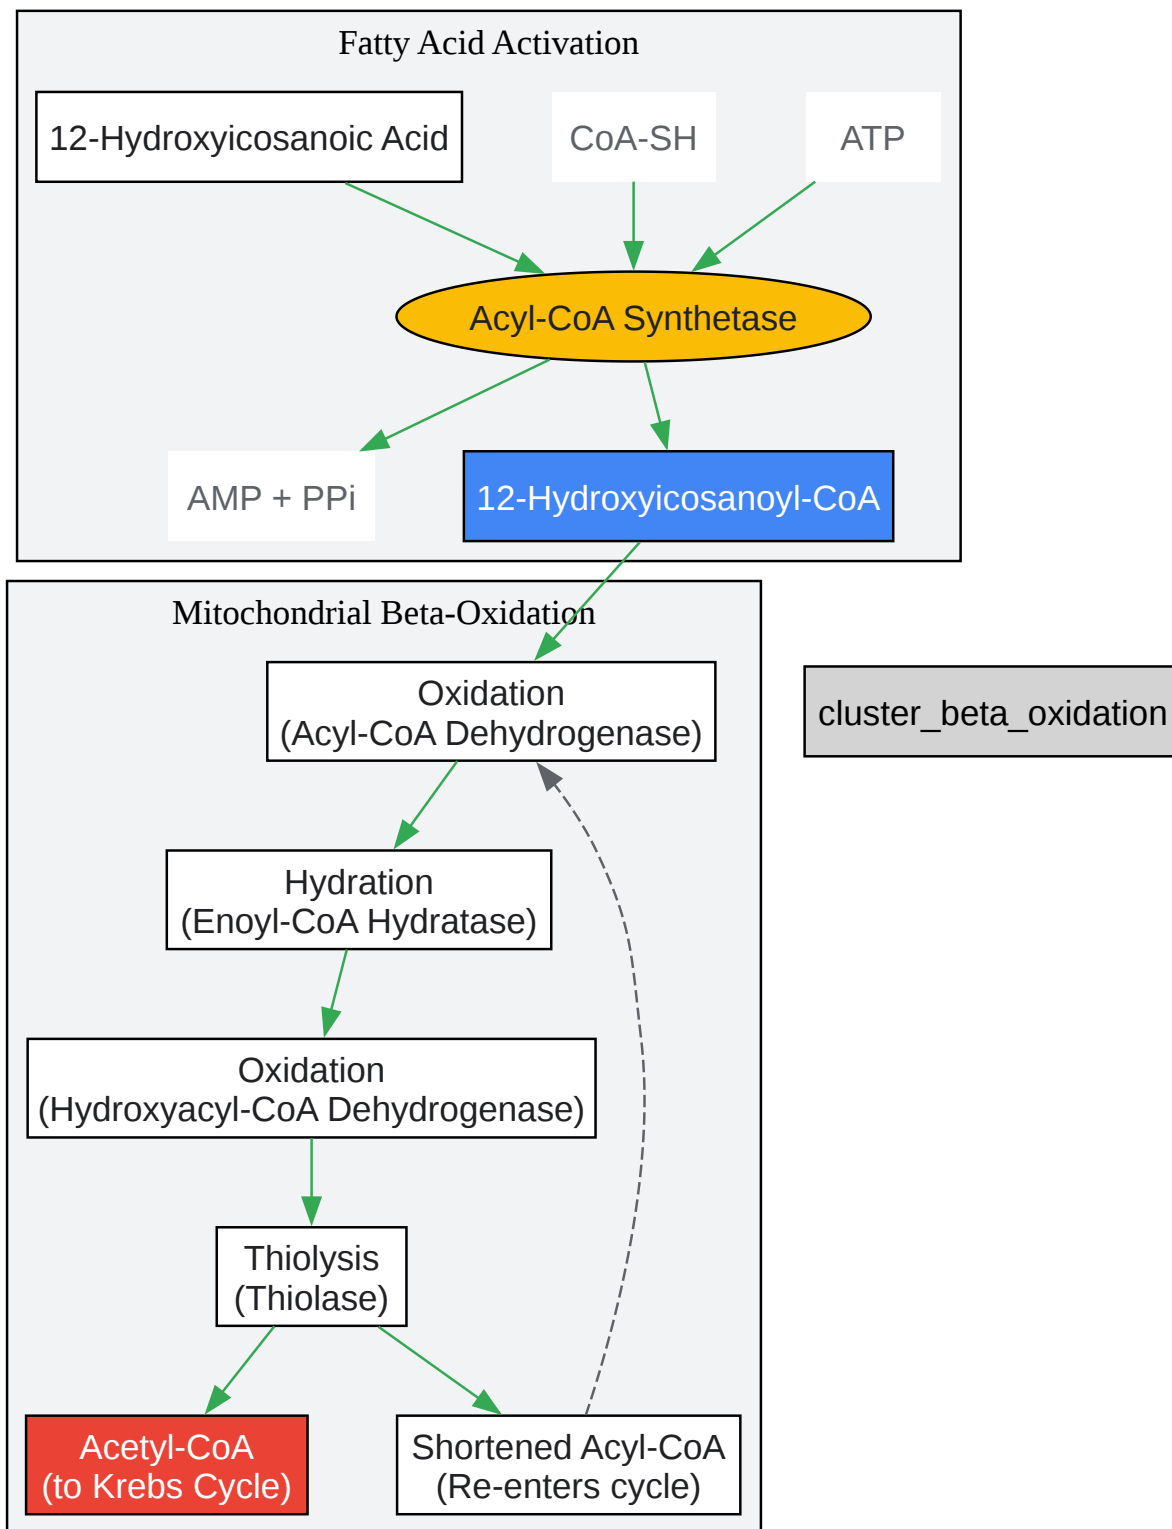 Fatty Acid Activation
12-Hydroxyicosanoic Acid
CoA-SH
ATP
Acyl-CoA Synthetase
AMP + PPi
12-Hydroxyicosanoyl-CoA
Mitochondrial Beta-Oxidation
Oxidation
(Acyl-CoA Dehydrogenase)
cluster_beta_oxidation
Hydration
(Enoyl-CoA Hydratase)
Oxidation
(Hydroxyacyl-CoA Dehydrogenase)
Thiolysis
(Thiolase)
Acetyl-CoA
(to Krebs Cycle)
Shortened Acyl-CoA
(Re-enters cycle)